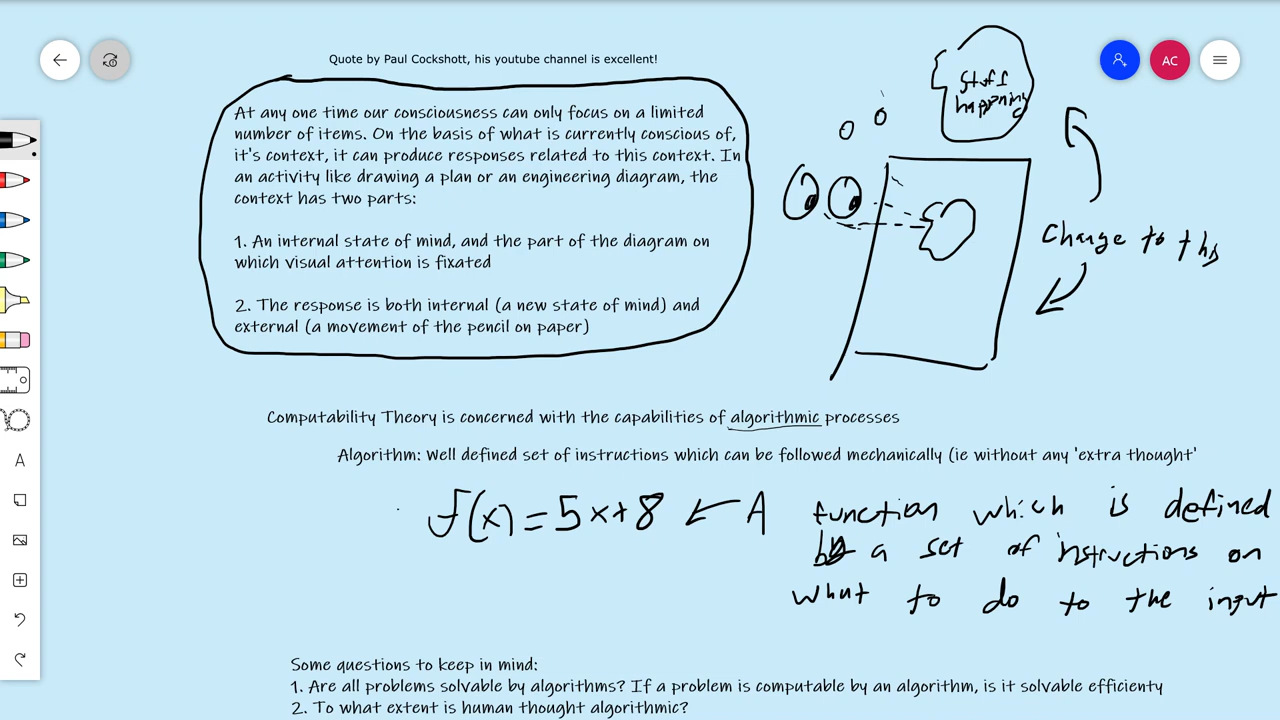 Quote by Paul Cockshott, his youtube channel is excellent!
AC
At any one time our consciousness can only focus on a limited
number of items. On the basis of what is currently conscious of,
it's context, it can produce responses related to this context. In
an activity like drawing a plan or an engineering diagram, the
context has two parts:
1. An internal state of mind, and the part of the diagram on
which visual attention is fixated
2. The response is both internal (a new state of mind) and
external (a movement of the pencil on paper)
stuff
happening
Change to this
Computability Theory is concerned with the capabilities of algorithmic processes
Algorithm: Well defined set of instructions which can be followed mechanically (ie without any 'extra thought'
f(x) = 5x+8 ← A function which is defined
by a set of instructions on
what to do to the input
A
Some questions to keep in mind:
1. Are all problems solvable by algorithms? If a problem is computable by an algorithm, is it solvable efficienty
2. To what extent is human thought algorithmic?